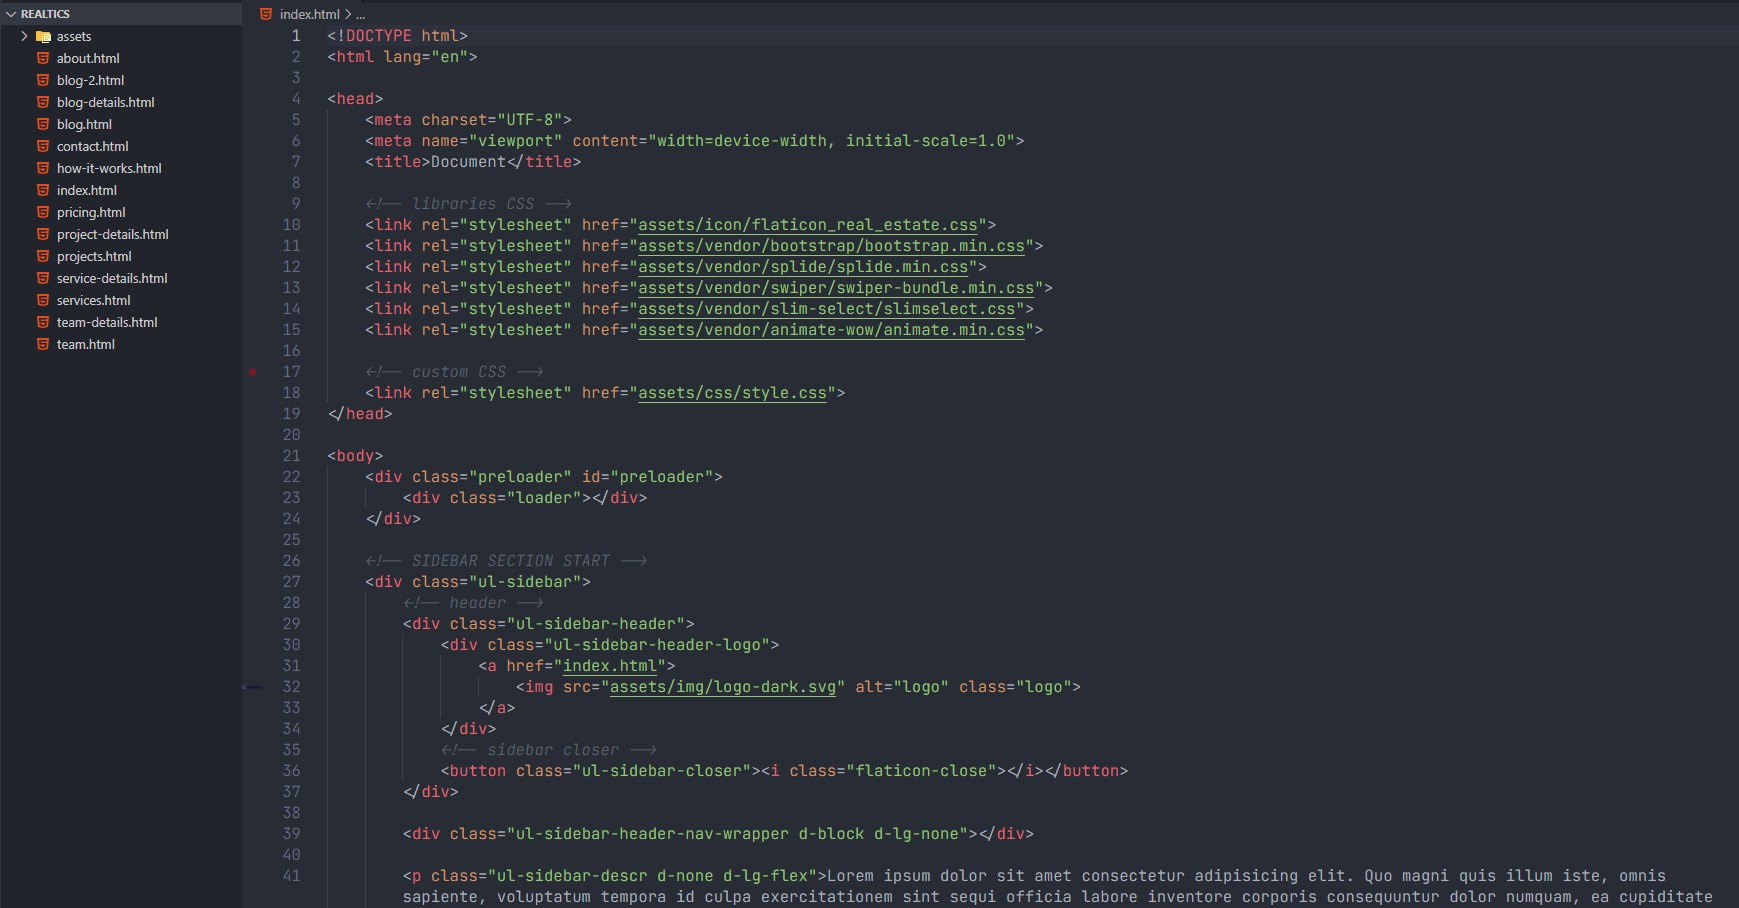 REALTICS
assets
about.html
blog-2.html
blog-details.html
blog.html
contact.html
how-it-works.html
index.html
pricing.html
project-details.html
projects.html
service-details.html
services.html
team-details.html
team.html
index.html > ...
1 <!DOCTYPE html>
2 <html lang="en">
3
4 <head>
5 <meta charset="UTF-8">
6 <meta name="viewport" content="width=device-width, initial-scale=1.0">
7 <title>Document</title>
8
9 <!-- libraries CSS -->
10 <link rel="stylesheet" href="assets/icon/flaticon_real_estate.css">
11 <link rel="stylesheet" href="assets/vendor/bootstrap/bootstrap.min.css">
12 <link rel="stylesheet" href="assets/vendor/splide/splide.min.css">
13 <link rel="stylesheet" href="assets/vendor/swiper/swiper-bundle.min.css">
14 <link rel="stylesheet" href="assets/vendor/slim-select/slimselect.css">
15 <link rel="stylesheet" href="assets/vendor/animate-wow/animate.min.css">
16
17 <!-- custom CSS -->
18 <link rel="stylesheet" href="assets/css/style.css">
19 </head>
20
21 <body>
22 <div class="preloader" id="preloader">
23 <div class="loader"></div>
24 </div>
25
26 <!-- SIDEBAR SECTION START -->
27 <div class="ul-sidebar">
28 <!-- header -->
29 <div class="ul-sidebar-header">
30 <div class="ul-sidebar-header-logo">
31 <a href="index.html">
32 <img src="assets/img/logo-dark.svg" alt="logo" class="logo">
33 </a>
34 </div>
35 <!-- sidebar closer -->
36 <button class="ul-sidebar-closer"><i class="flaticon-close"></i></button>
37 </div>
38
39 <div class="ul-sidebar-header-nav-wrapper d-block d-lg-none"></div>
40
41 <p class="ul-sidebar-descr d-none d-lg-flex">Lorem ipsum dolor sit amet consectetur adipisicing elit. Quo magni quis illum iste, omnis
sapiente, voluptatum tempora id culpa exercitationem sint sequi officia labore inventore corporis consequuntur dolor numquam, ea cupiditate